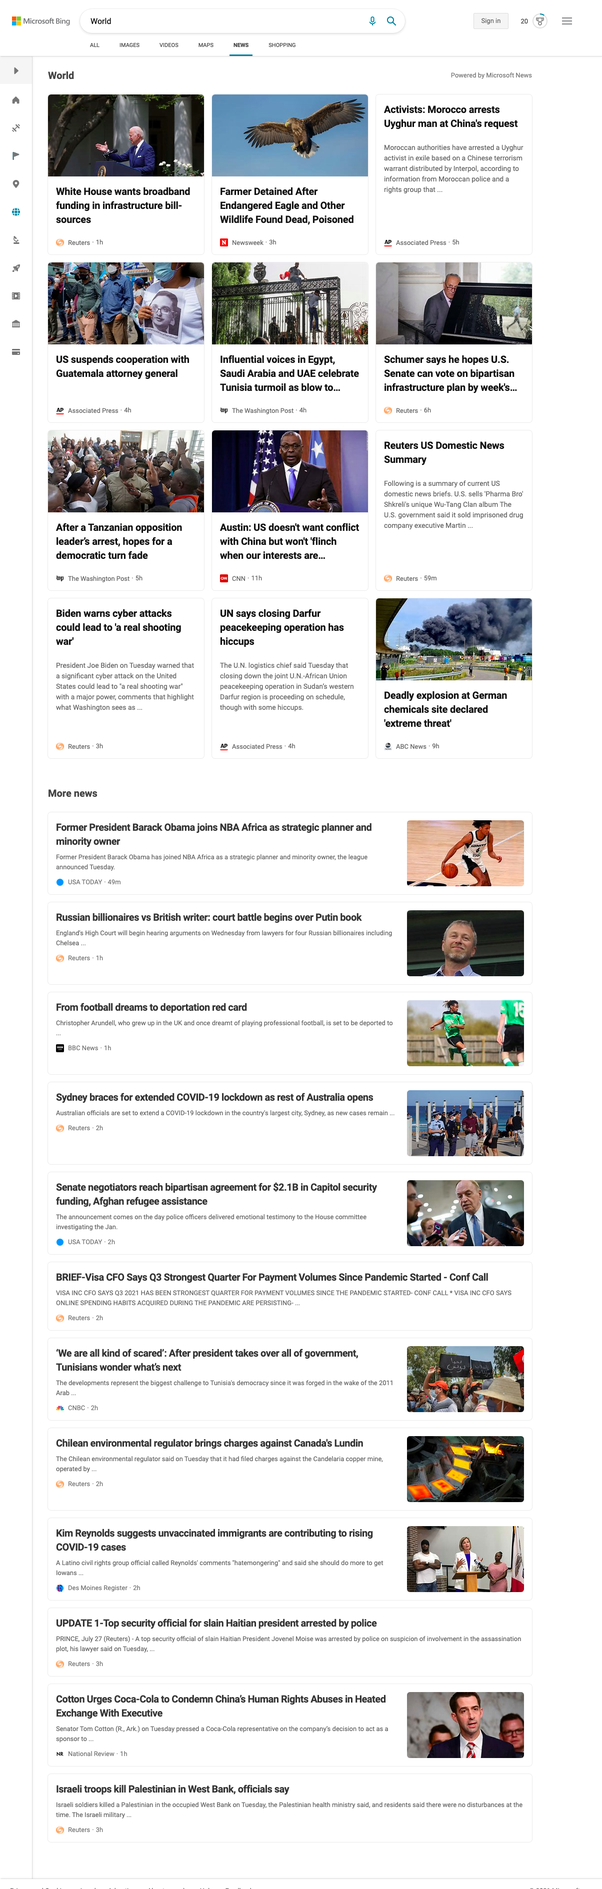 Microsoft Bing
World
Sign in
20
ALL
IMAGES
VIDEOS
MAPS
NEWS
SHOPPING
World
Powered by Microsoft News
White House wants broadband
funding in infrastructure bill-
sources
Reuters · 1h
Farmer Detained After
Endangered Eagle and Other
Wildlife Found Dead, Poisoned
Newsweek · 3h
Activists: Morocco arrests
Uyghur man at China's request
Moroccan authorities have arrested a Uyghur
activist in exile based on a Chinese terrorism
warrant distributed by Interpol, according to
information from Moroccan police and a
rights group that ...
AP Associated Press · 5h
US suspends cooperation with
Guatemala attorney general
AP Associated Press · 4h
Influential voices in Egypt,
Saudi Arabia and UAE celebrate
Tunisia turmoil as blow to...
wp The Washington Post · 4h
Schumer says he hopes U.S.
Senate can vote on bipartisan
infrastructure plan by week's...
Reuters · 6h
After a Tanzanian opposition
leader's arrest, hopes for a
democratic turn fade
wp The Washington Post · 5h
Austin: US doesn't want conflict
with China but won't 'flinch
when our interests are...
CNN · 11h
Reuters US Domestic News
Summary
Following is a summary of current US
domestic news briefs. U.S. sells 'Pharma Bro'
Shkreli's unique Wu-Tang Clan album The
U.S. government said it sold imprisoned drug
company executive Martin ...
Reuters · 59m
Biden warns cyber attacks
could lead to 'a real shooting
war'
President Joe Biden on Tuesday warned that
a significant cyber attack on the United
States could lead to "a real shooting war"
with a major power, comments that highlight
what Washington sees as ...
Reuters · 3h
UN says closing Darfur
peacekeeping operation has
hiccups
The U.N. logistics chief said Tuesday that
closing down the joint U.N.-African Union
peacekeeping operation in Sudan's western
Darfur region is proceeding on schedule,
though with some hiccups.
AP Associated Press · 4h
Deadly explosion at German
chemicals site declared
'extreme threat'
ABC News · 9h
More news
Former President Barack Obama joins NBA Africa as strategic planner and
minority owner
Former President Barack Obama has joined NBA Africa as a strategic planner and minority owner, the league
announced Tuesday.
USA TODAY · 49m
Russian billionaires vs British writer: court battle begins over Putin book
England's High Court will begin hearing arguments on Wednesday from lawyers for four Russian billionaires including
Chelsea ...
Reuters · 1h
From football dreams to deportation red card
Christopher Arundell, who grew up in the UK and once dreamt of playing professional football, is set to be deported to
...
BBC News · 1h
Sydney braces for extended COVID-19 lockdown as rest of Australia opens
Australian officials are set to extend a COVID-19 lockdown in the country's largest city, Sydney, as new cases remain ...
Reuters · 2h
Senate negotiators reach bipartisan agreement for $2.1B in Capitol security
funding, Afghan refugee assistance
The announcement comes on the day police officers delivered emotional testimony to the House committee
investigating the Jan.
USA TODAY · 2h
BRIEF-Visa CFO Says Q3 Strongest Quarter For Payment Volumes Since Pandemic Started - Conf Call
VISA INC CFO SAYS Q3 2021 HAS BEEN STRONGEST QUARTER FOR PAYMENT VOLUMES SINCE THE PANDEMIC STARTED- CONF CALL * VISA INC CFO SAYS
ONLINE SPENDING HABITS ACQUIRED DURING THE PANDEMIC ARE PERSISTING- ...
Reuters · 2h
'We are all kind of scared': After president takes over all of government,
Tunisians wonder what's next
The developments represent the biggest challenge to Tunisia's democracy since it was forged in the wake of the 2011
Arab ...
CNBC · 2h
Chilean environmental regulator brings charges against Canada's Lundin
The Chilean environmental regulator said on Tuesday that it had filed charges against the Candelaria copper mine,
operated by ...
Reuters · 2h
Kim Reynolds suggests unvaccinated immigrants are contributing to rising
COVID-19 cases
A Latino civil rights group official called Reynolds' comments "hatemongering" and said she should do more to get
Iowans ...
Des Moines Register · 2h
UPDATE 1-Top security official for slain Haitian president arrested by police
PRINCE, July 27 (Reuters) - A top security official of slain Haitian President Jovenel Moise was arrested by police on suspicion of involvement in the assassination
plot, his lawyer said on Tuesday, ...
Reuters · 3h
Cotton Urges Coca-Cola to Condemn China's Human Rights Abuses in Heated
Exchange With Executive
Senator Tom Cotton (R., Ark.) on Tuesday pressed a Coca-Cola representative on the company's decision to act as a
sponsor to ...
NR National Review · 1h
Israeli troops kill Palestinian in West Bank, officials say
Israeli soldiers killed a Palestinian in the occupied West Bank on Tuesday, the Palestinian health ministry said, and residents said there were no disturbances at the
time. The Israeli military ...
Reuters · 3h